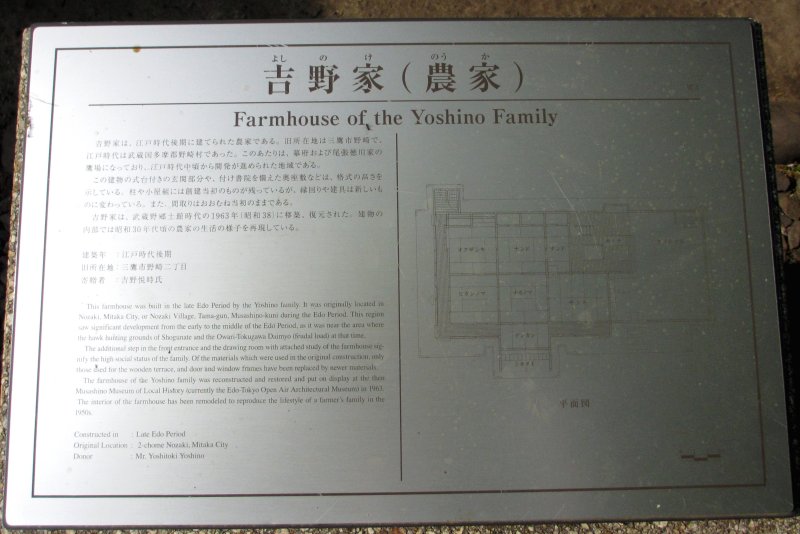 よし の け のう か
吉野家(農家)
Farmhouse of the Yoshino Family
吉野家は、江戸時代後期に建てられた農家である。旧所在地は三鷹市野崎で、
江戸時代は武蔵国多摩郡野崎村であった。このあたりは、幕府および尾張徳川家の
鷹場になっており、江戸時代中頃から開発が進められた地域である。
この建物の式台付きの玄関部分や、付け書院を備えた奥座敷などは、格式の高さを
示している。柱や小屋組には創建当初のものが残っているが、縁回りや建具は新しいも
のに変わっている。また、間取りはおおむね当初のままである。
吉野家は、武蔵野郷土館時代の1963年(昭和38)に移築、復元された。建物の
内部では昭和30年代頃の農家の生活の様子を再現している。
建築年 :江戸時代後期
旧所在地:三鷹市野崎二丁目
寄贈者 :吉野悦時氏
This farmhouse was built in the late Edo Period by the Yoshino family. It was originally located in
Nozaki, Mitaka City, or Nozaki Village, Tama-gun, Musashino-kuni during the Edo Period. This region
saw significant development from the early to the middle of the Edo Period, as it was near the area where
the hawk hunting grounds of Shogunate and the Owari-Tokugawa Daimyo (feudal load) at that time.
The additional step in the front entrance and the drawing room with attached study of the farmhouse sig-
nify the high social status of the family. Of the materials which were used in the original construction, only
those used for the wooden terrace, and door and window frames have been replaced by newer materials.
The farmhouse of the Yoshino family was reconstructed and restored and put on display at the then
Musashino Museum of Local History (currently the Edo-Tokyo Open Air Architectural Museum) in 1963.
The interior of the farmhouse has been remodeled to reproduce the lifestyle of a farmer's family in the
1950s.
Constructed in : Late Edo Period
Original Location : 2-chome Nozaki, Mitaka City
Donor : Mr. Yoshitoki Yoshino
オクザシキ ナンド ナンド
ゲンカン
シキダイ
平面図